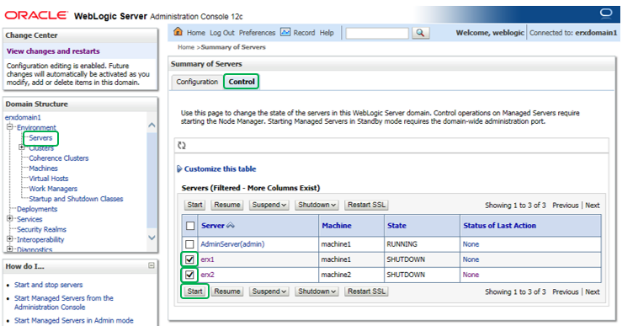 ORACLE WebLogic Server Administration Console 12c
Change Center
View changes and restarts
Configuration editing is enabled. Future
changes will automatically be activated as you
modify, add or delete items in this domain.
Domain Structure
erxdomain1
Environment
Servers
Clusters
Coherence Clusters
Machines
Virtual Hosts
Work Managers
Startup and Shutdown Classes
Deployments
Services
Security Realms
Interoperability
Diagnostics
How do I...
Start and stop servers
Start Managed Servers from the
Administration Console
Start Managed Servers in Admin mode
Home Log Out Preferences Record Help
Welcome, weblogic Connected to: erxdomain1
Home >Summary of Servers
Summary of Servers
Configuration Control
Use this page to change the state of the servers in this WebLogic Server domain. Control operations on Managed Servers require
starting the Node Manager. Starting Managed Servers in Standby mode requires the domain-wide administration port.
Customize this table
Servers (Filtered - More Columns Exist)
Start Resume Suspend Shutdown Restart SSL Showing 1 to 3 of 3 Previous | Next
Server Machine State Status of Last Action
AdminServer(admin) machine1 RUNNING None
erx1 machine1 SHUTDOWN None
erx2 machine2 SHUTDOWN None
Start Resume Suspend Shutdown Restart SSL Showing 1 to 3 of 3 Previous | Next